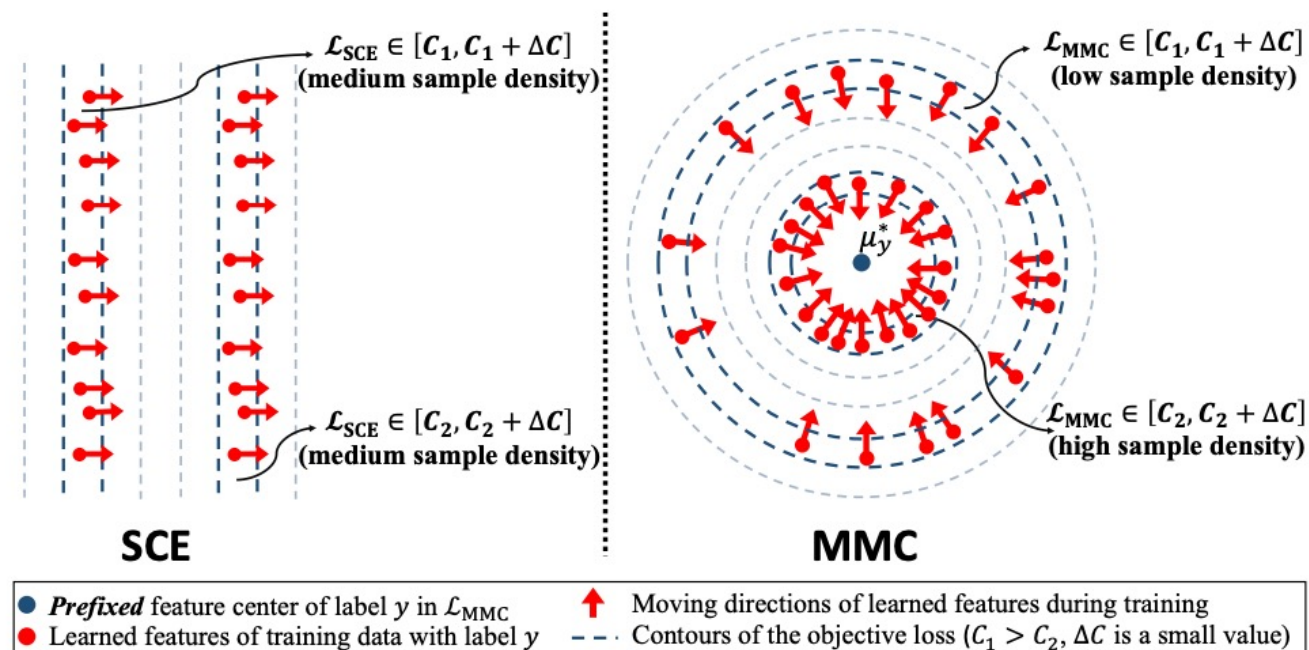 ℒ_SCE ∈ [C₁, C₁ + ΔC]
(medium sample density)
ℒ_SCE ∈ [C₂, C₂ + ΔC]
(medium sample density)
SCE
ℒ_MMC ∈ [C₁, C₁ + ΔC]
(low sample density)
μ*_y
ℒ_MMC ∈ [C₂, C₂ + ΔC]
(high sample density)
MMC
Prefixed feature center of label y in ℒ_MMC
Moving directions of learned features during training
Learned features of training data with label y
Contours of the objective loss (C₁ > C₂, ΔC is a small value)